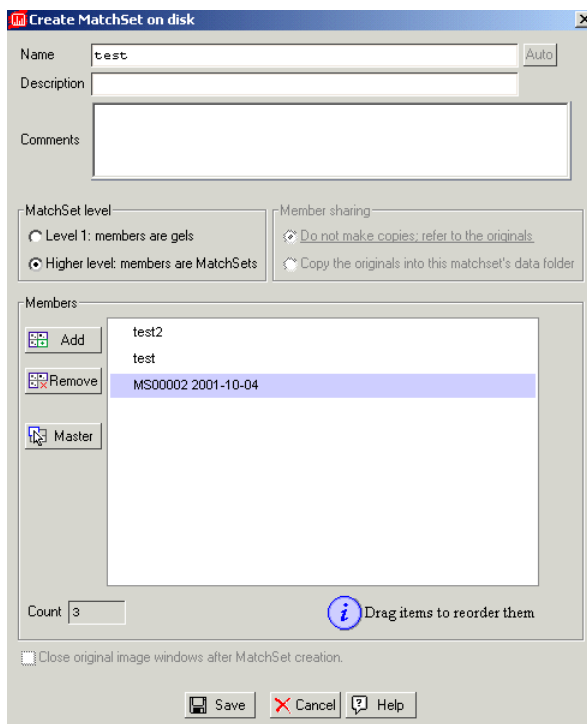 Create MatchSet on disk
Name test Auto
Description
Comments
MatchSet level
Member sharing
Level 1: members are gels
Do not make copies; refer to the originals
Higher level: members are MatchSets
Copy the originals into this matchset's data folder
Members
Add
test2
test
Remove
MS00002 2001-10-04
Master
Count 3
i Drag items to reorder them
Close original image windows after MatchSet creation.
Save Cancel ? Help